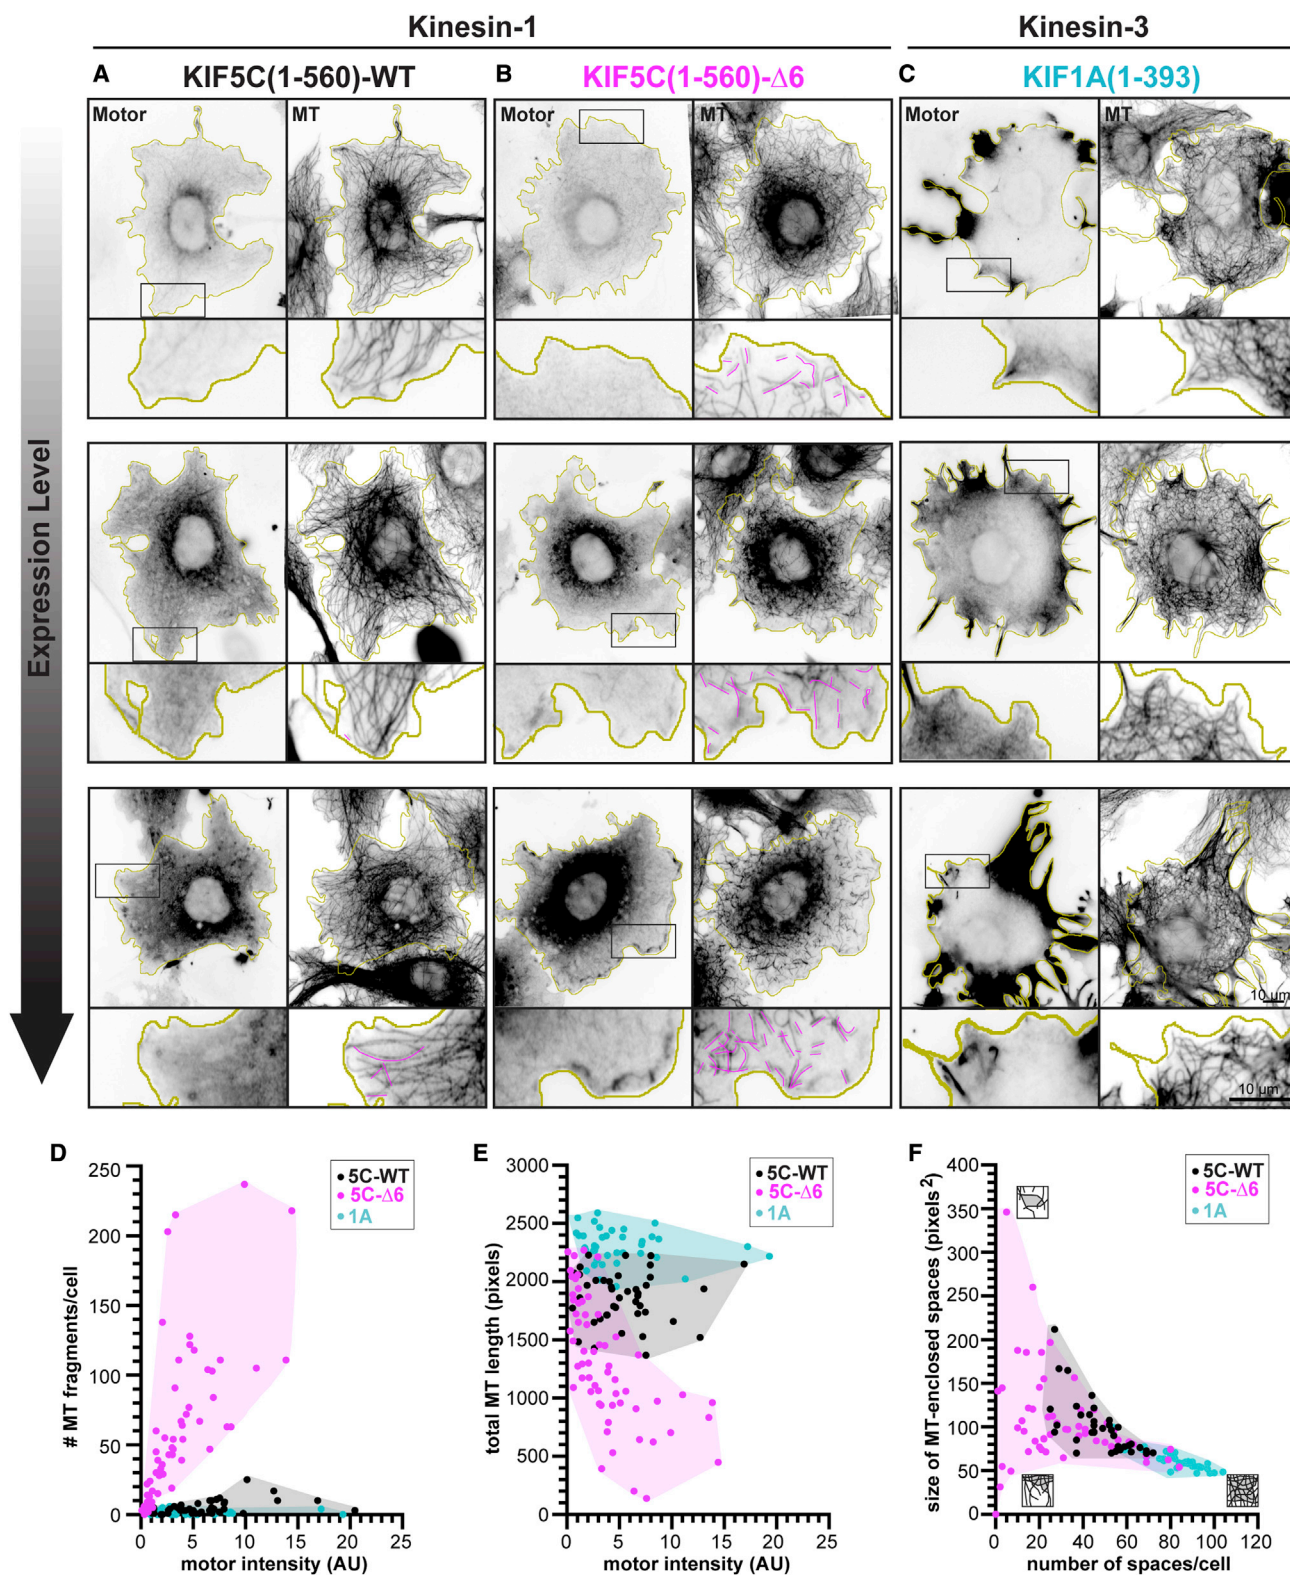 Kinesin-1
Kinesin-3
A
KIF5C(1-560)-WT
B
KIF5C(1-560)-Δ6
C
KIF1A(1-393)
Expression Level
Motor
MT
Motor
MT
Motor
MT
10 µm
10 µm
D
250
200
150
100
50
0
# MT fragments/cell
0
5
10
15
20
25
motor intensity (AU)
5C-WT
5C-Δ6
1A
E
3000
2500
2000
1500
1000
500
0
total MT length (pixels)
0
5
10
15
20
25
motor intensity (AU)
5C-WT
5C-Δ6
1A
F
400
350
300
250
200
150
100
50
0
size of MT-enclosed spaces (pixels²)
0
20
40
60
80
100
120
number of spaces/cell
5C-WT
5C-Δ6
1A